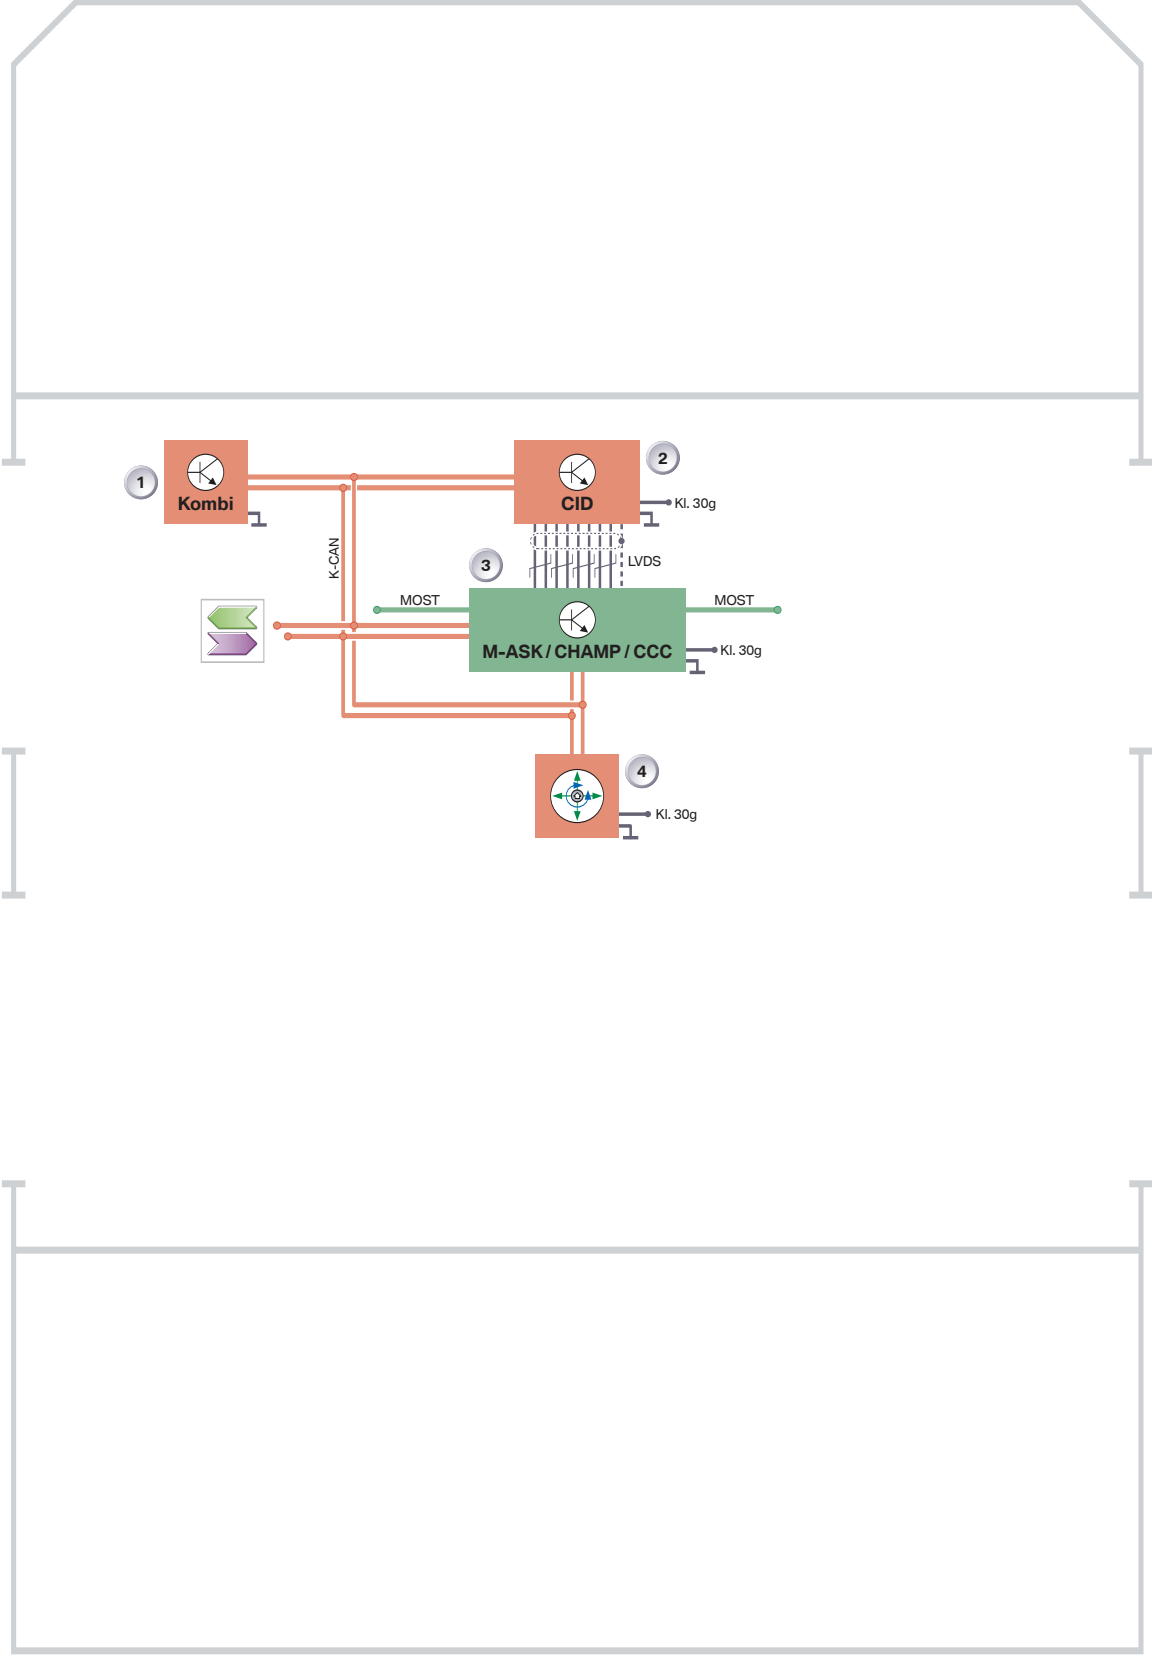 1
Kombi
2
CID
Kl. 30g
K-CAN
LVDS
3
MOST
MOST
M-ASK / CHAMP / CCC
Kl. 30g
4
Kl. 30g